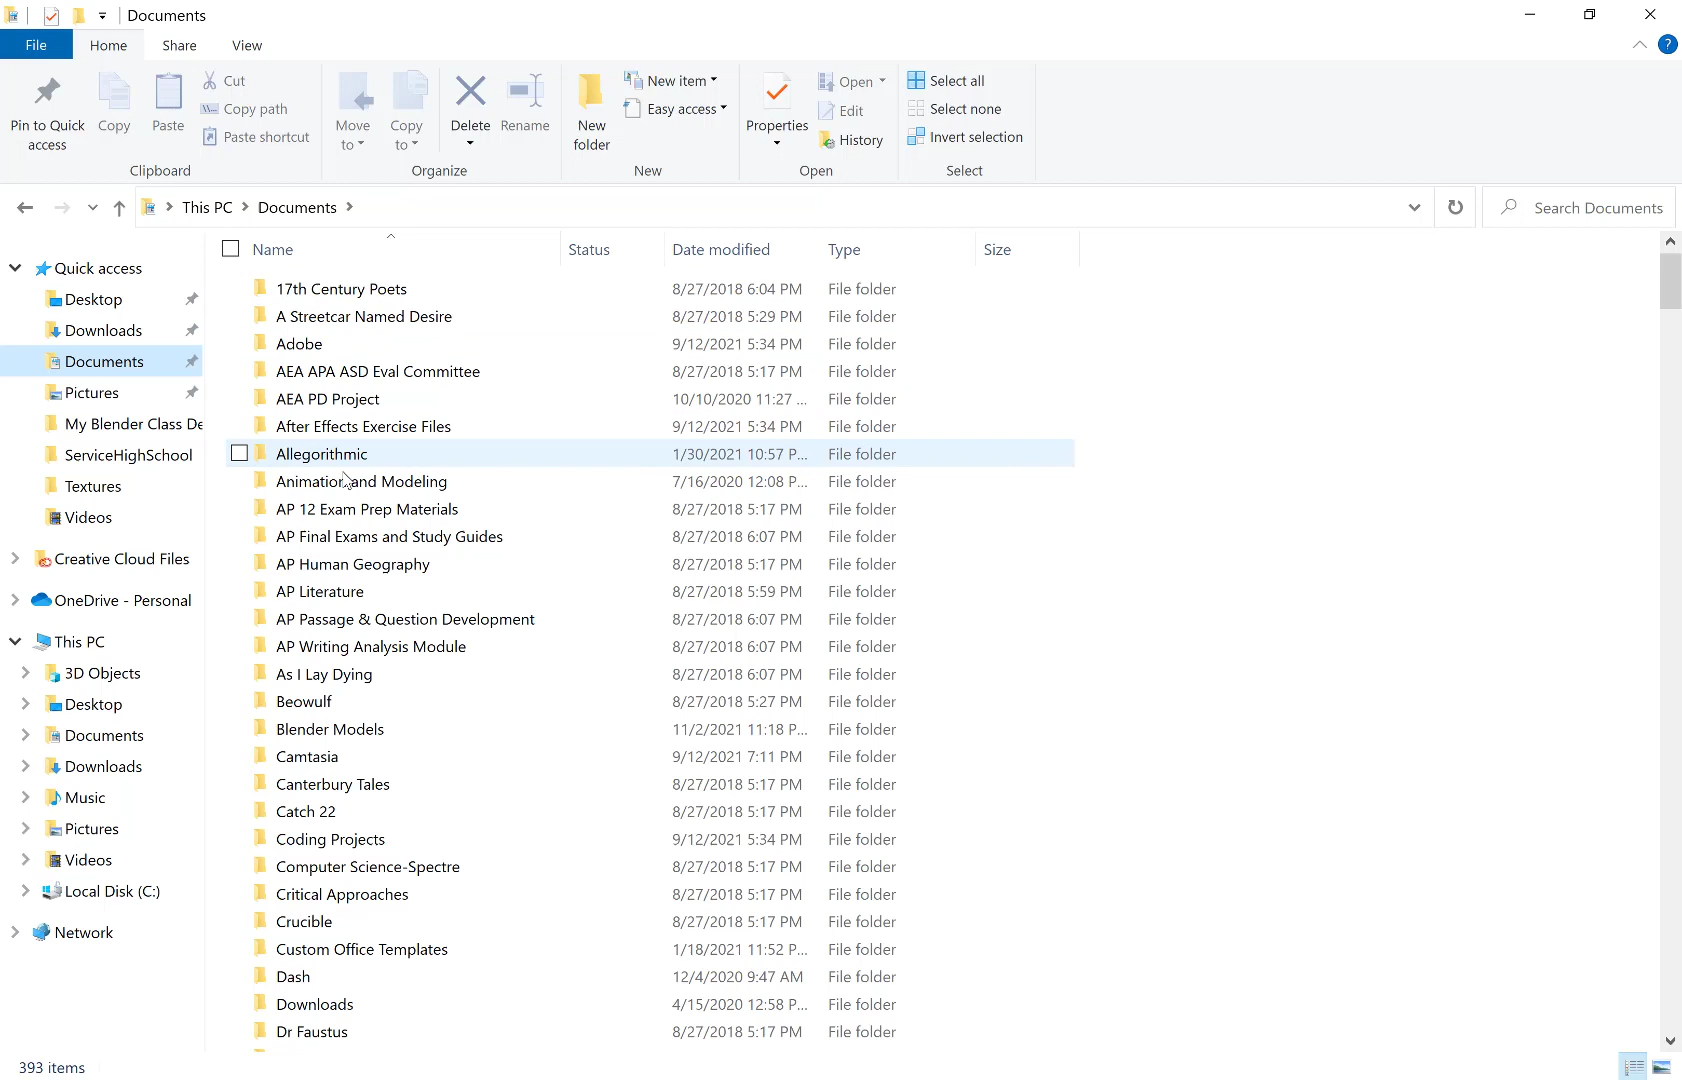 Documents
File Home Share View
Pin to Quick access
Copy
Paste
Cut
Copy path
Paste shortcut
Clipboard
Move to
Copy to
Delete
Rename
Organize
New folder
New item
Easy access
New
Properties
Open
Edit
History
Open
Select all
Select none
Invert selection
Select
This PC > Documents >
Search Documents
Quick access
Desktop
Downloads
Documents
Pictures
My Blender Class De
ServiceHighSchool
Textures
Videos
Creative Cloud Files
OneDrive - Personal
This PC
3D Objects
Desktop
Documents
Downloads
Music
Pictures
Videos
Local Disk (C:)
Network
Name Status Date modified Type Size
17th Century Poets 8/27/2018 6:04 PM File folder
A Streetcar Named Desire 8/27/2018 5:29 PM File folder
Adobe 9/12/2021 5:34 PM File folder
AEA APA ASD Eval Committee 8/27/2018 5:17 PM File folder
AEA PD Project 10/10/2020 11:27 ... File folder
After Effects Exercise Files 9/12/2021 5:34 PM File folder
Allegorithmic 1/30/2021 10:57 P... File folder
Animation and Modeling 7/16/2020 12:08 P... File folder
AP 12 Exam Prep Materials 8/27/2018 5:17 PM File folder
AP Final Exams and Study Guides 8/27/2018 6:07 PM File folder
AP Human Geography 8/27/2018 5:17 PM File folder
AP Literature 8/27/2018 5:59 PM File folder
AP Passage & Question Development 8/27/2018 6:07 PM File folder
AP Writing Analysis Module 8/27/2018 6:07 PM File folder
As I Lay Dying 8/27/2018 6:07 PM File folder
Beowulf 8/27/2018 5:27 PM File folder
Blender Models 11/2/2021 11:18 P... File folder
Camtasia 9/12/2021 7:11 PM File folder
Canterbury Tales 8/27/2018 5:17 PM File folder
Catch 22 8/27/2018 5:17 PM File folder
Coding Projects 9/12/2021 5:34 PM File folder
Computer Science-Spectre 8/27/2018 5:17 PM File folder
Critical Approaches 8/27/2018 5:17 PM File folder
Crucible 8/27/2018 5:17 PM File folder
Custom Office Templates 1/18/2021 11:52 P... File folder
Dash 12/4/2020 9:47 AM File folder
Downloads 4/15/2020 12:58 P... File folder
Dr Faustus 8/27/2018 5:17 PM File folder
393 items